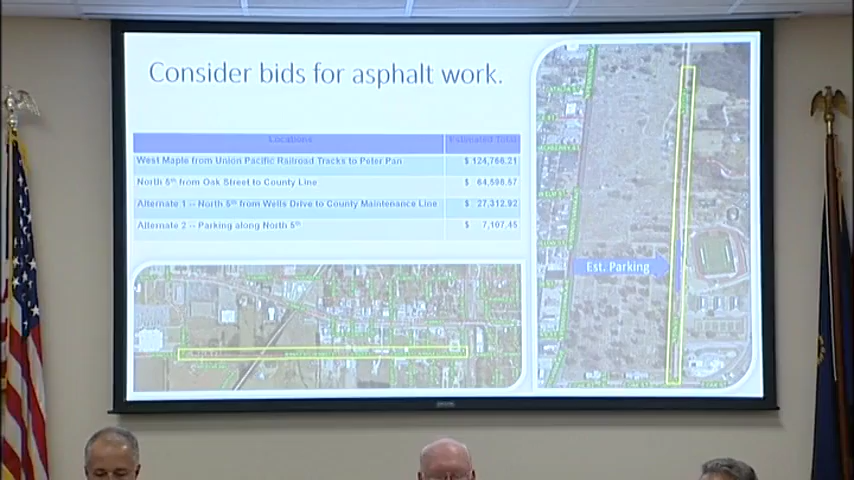 Consider bids for asphalt work.
Locations Estimated Total
West Maple from Union Pacific Railroad Tracks to Peter Pan $ 124,766.21
North 5th from Oak Street to County Line $ 64,596.57
Alternate 1 -- North 5th from Wells Drive to County Maintenance Line $ 27,312.92
Alternate 2 -- Parking along North 5th $ 7,107.45
Est. Parking